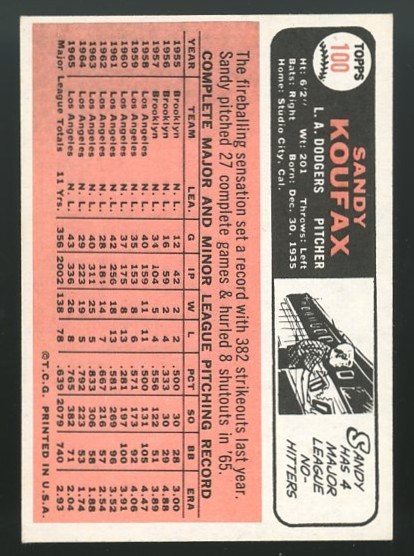 TOPPS
100
SANDY
KOUFAX
L. A. DODGERS PITCHER
Ht: 6'2" Wt: 201 Throws: Left
Bats: Right Born: Dec. 30, 1935
Home: Studio City, Cal.
SANDY
HAS 4
MAJOR
LEAGUE
NO-
HITTERS
The fireballing sensation set a record with 382 strikeouts last year.
Sandy pitched 27 complete games & hurled 8 shutouts in '65.
COMPLETE MAJOR AND MINOR LEAGUE PITCHING RECORD
YEAR TEAM LEA. G IP W L PCT SO BB ERA
1955 Brooklyn N. L. 12 42 2 2 .500 30 28 3.00
1956 Brooklyn N. L. 16 59 2 4 .333 30 29 4.88
1957 Brooklyn N. L. 34 104 5 4 .556 122 51
1958 Los Angeles N. L. 40 159 11 11 .500 131 105 4.47
1959 Los Angeles N. L. 35 153 8 6 .571 173 92 4.06
1960 Los Angeles N. L. 37 175 8 13 .381 197 100 3.91
1961 Los Angeles N. L. 42 256 18 13 .581 269 96 3.52
1962 Los Angeles N. L. 28 184 14 7 .667 216 57 2.54
1963 Los Angeles N. L. 40 311 25 5 .833 306 58 1.88
1964 Los Angeles N. L. 29 223 19 5 .792 223 53 1.74
1965 Los Angeles N. L. 43 336 26 8 .765 382 71 2.04
Major League Totals 11 Yrs. 356 2002 138 78 .639 2079 740 2.93
©T.C.G. PRINTED IN U.S.A.